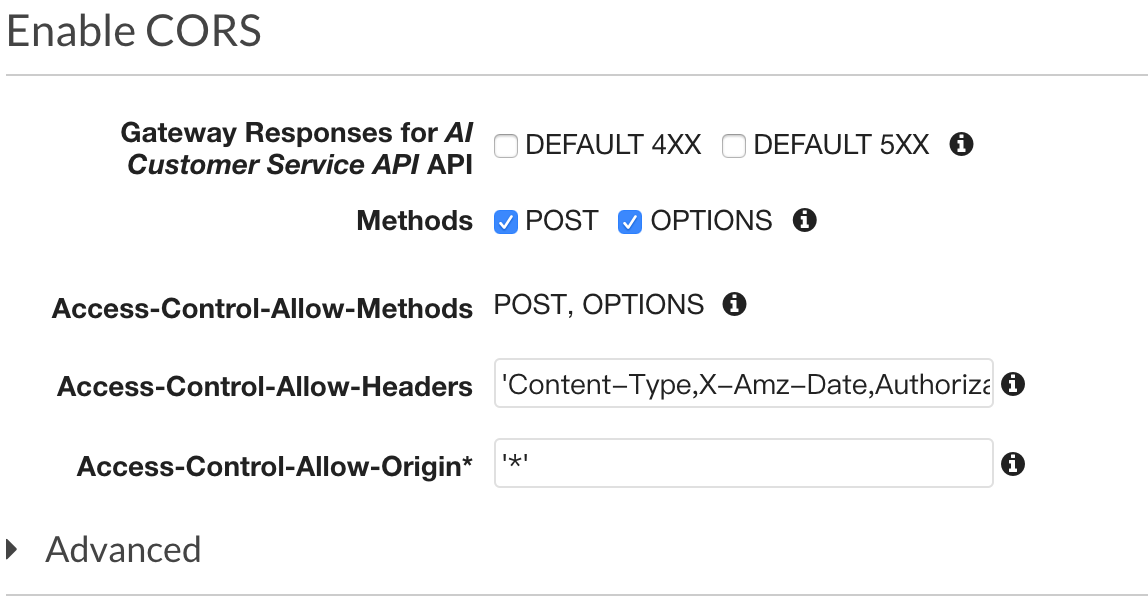 Enable CORS
Gateway Responses for AI
Customer Service API API
DEFAULT 4XX DEFAULT 5XX
Methods POST OPTIONS
Access-Control-Allow-Methods POST, OPTIONS
Access-Control-Allow-Headers 'Content-Type,X-Amz-Date,Authoriza
Access-Control-Allow-Origin* '*'
Advanced